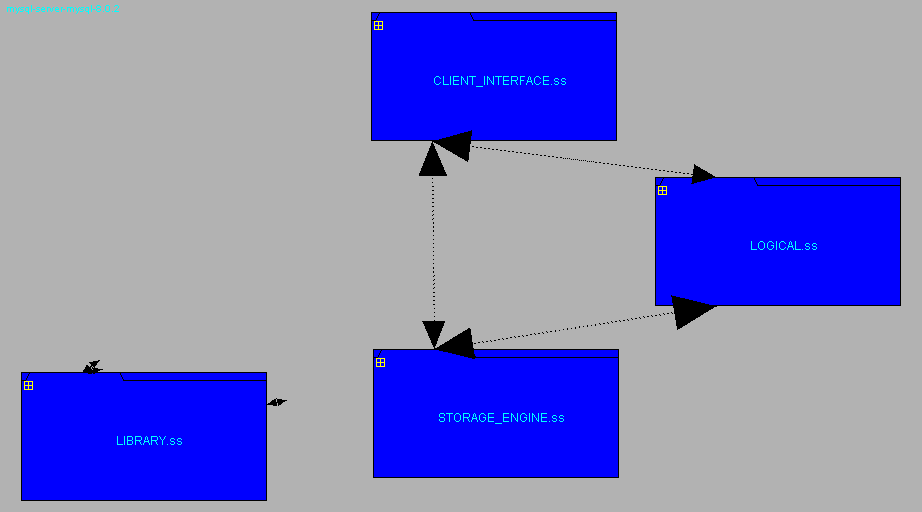 CLIENT_INTERFACE.ss
LOGICAL.ss
STORAGE_ENGINE.ss
LIBRARY.ss